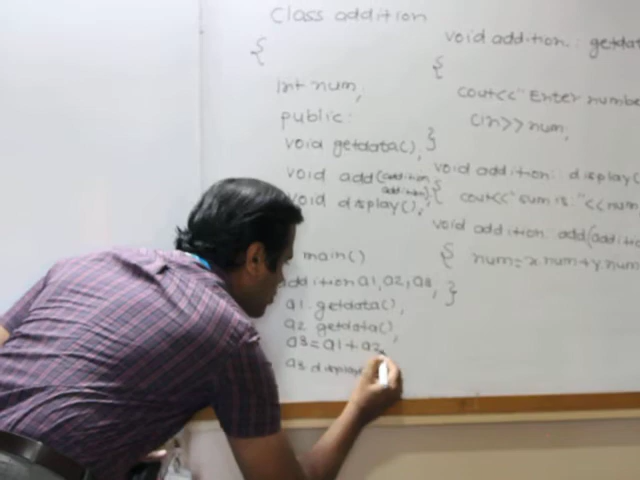 Class addition
{
int num;
public:
void getdata();
void add(addition
addition);
void display();
main()
addition a1,a2,a3;
a1.getdata();
a2 getdata();
a3=a1+a2
a3 display
void addition:: getdat
{
cout<<"Enter numbe
cin>>num;
}
void addition: display(
{ cout<<"sum is "<<num
void addition: add(additio
{ num=x.num+y.num
}